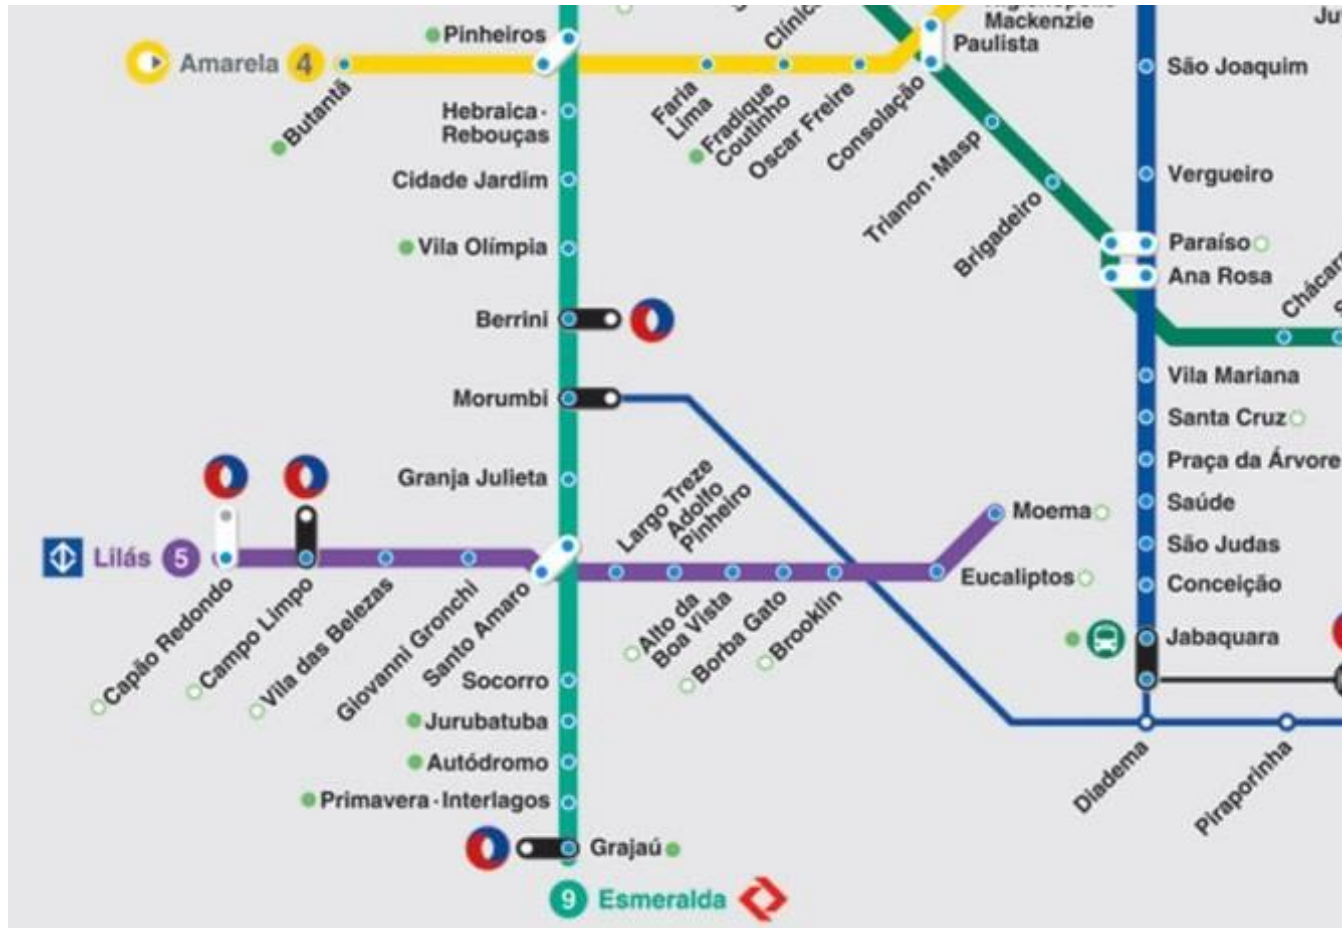 Pinheiros
Clínic
Mackenzie
Paulista
Ju
Amarela 4
São Joaquim
Butantã
Hebraica -
Rebouças
Faria
Lima
Fradique
Coutinho
Oscar Freire
Consolação
Trianon - Masp
Brigadeiro
Cidade Jardim
Vergueiro
Vila Olímpia
Paraíso
Ana Rosa
Chácar
Berrini
Vila Mariana
Morumbi
Santa Cruz
Praça da Árvore
Granja Julieta
Largo Treze
Adolfo
Pinheiro
Moema
Saúde
São Judas
Lilás 5
Eucaliptos
Conceição
Capão Redondo
Campo Limpo
Vila das Belezas
Giovanni Gronchi
Santo Amaro
Alto da
Boa Vista
Borba Gato
Brooklin
Jabaquara
Socorro
Jurubatuba
Autódromo
Diadema
Piraporinha
Primavera - Interlagos
Grajaú
9 Esmeralda